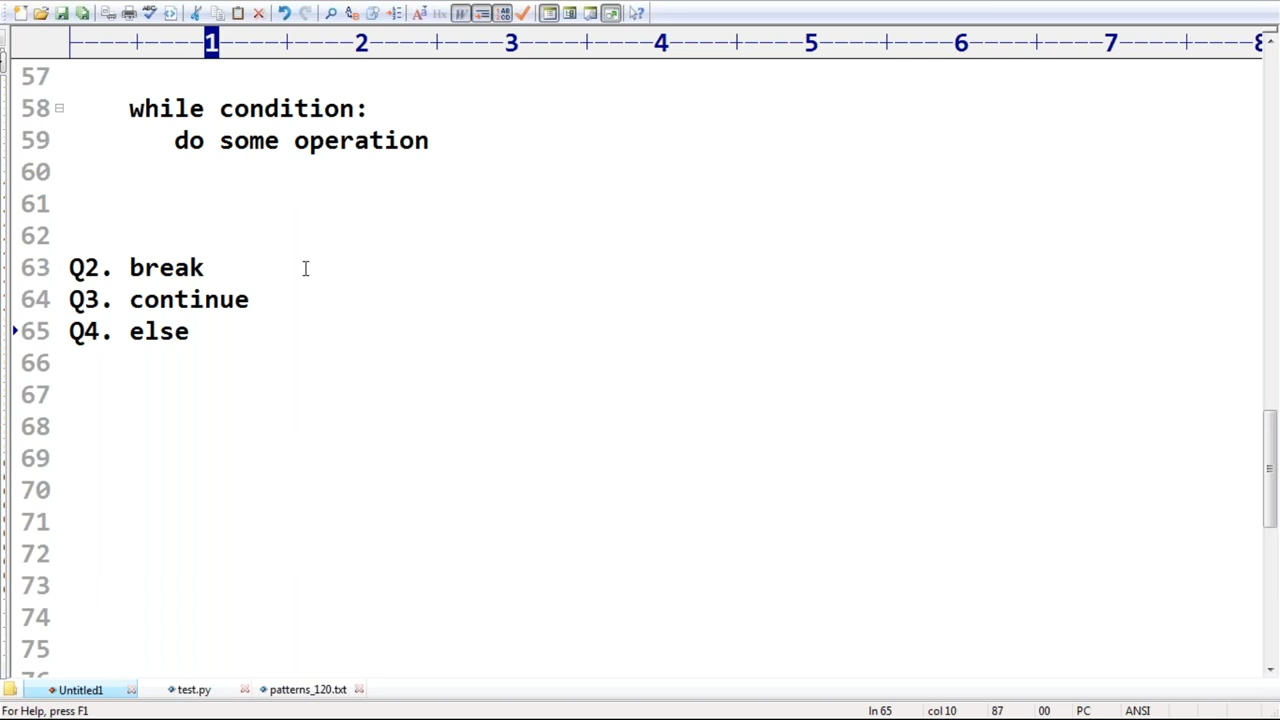 1 2 3 4 5 6 7 8
57
58 while condition:
59 do some operation
60
61
62
63 Q2. break
64 Q3. continue
65 Q4. else
66
67
68
69
70
71
72
73
74
75
76
Untitled1 test.py patterns_120.txt
For Help, press F1 ln 65 col 10 87 00 PC ANSI